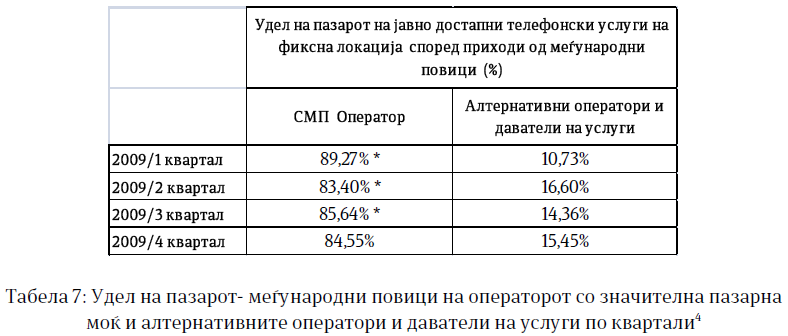 Удел на пазарот на јавно достапни телефонски услуги на
фиксна локација според приходи од меѓународни
повици (%)
СМП Оператор
Алтернативни оператори и
даватели на услуги
2009/1 квартал 89,27% * 10,73%
2009/2 квартал 83,40% * 16,60%
2009/3 квартал 85,64% * 14,36%
2009/4 квартал 84,55% 15,45%
Табела 7: Удел на пазарот- меѓународни повици на операторот со значителна пазарна
моќ и алтернативните оператори и даватели на услуги по квартали4